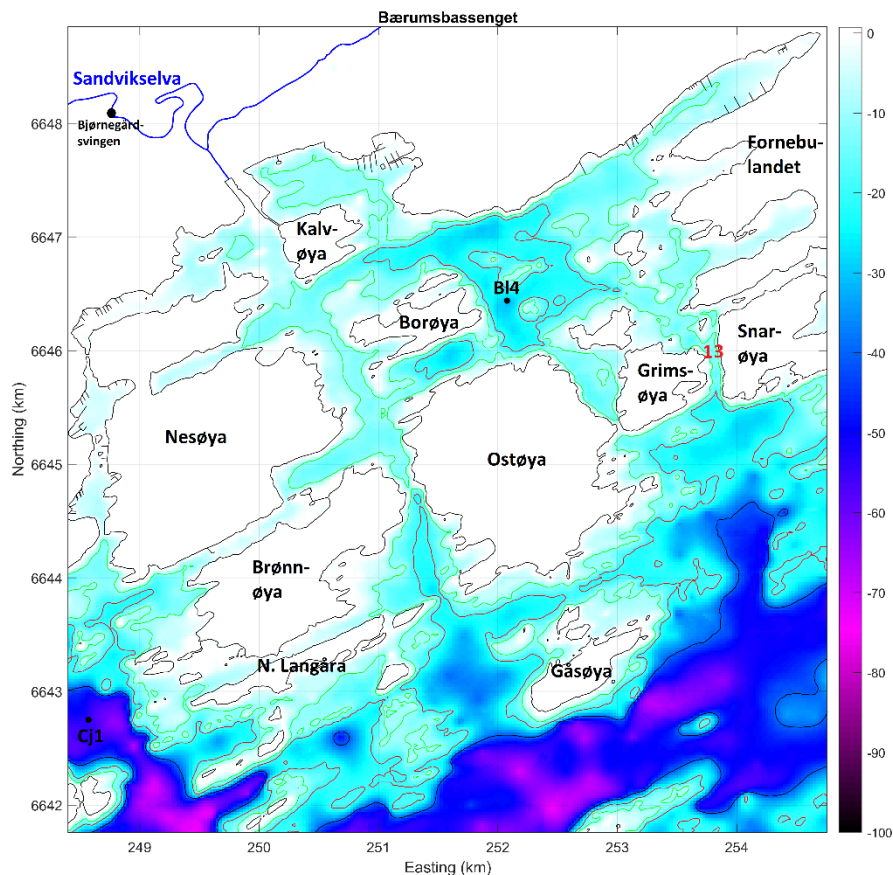 Bærumsbassenget
Sandvikselva
Bjørnegård-
svingen
Fornebu-
landet
Kalv-
øya
BI4
Borøya
13
Snar-
øya
Grims-
øya
Nesøya
Ostøya
Brønn-
øya
N. Langåra
Gåsøya
Cj1
6648
6647
6646
6645
6644
6643
6642
Northing (km)
249
250
251
252
253
254
Easting (km)
0
-10
-20
-30
-40
-50
-60
-70
-80
-90
-100